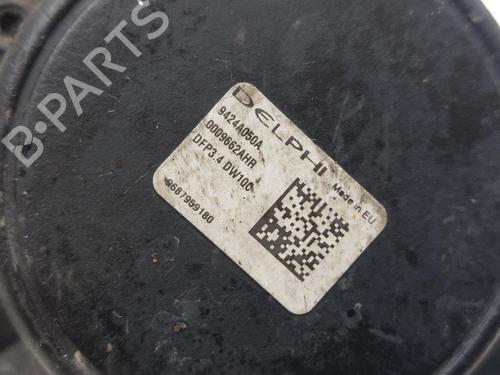 B-PARTS
DELPHI
Made in EU
9424A050A
0009662AHR
DFP3.4 DW10C
9687959180